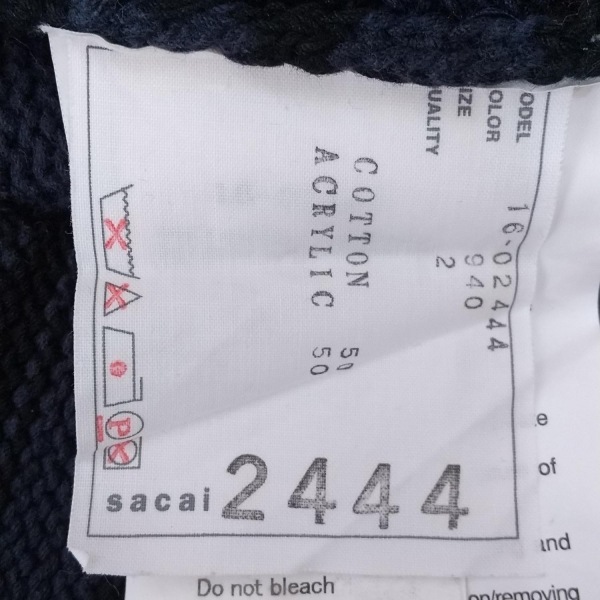 MODEL 16-02444
COLOR 940
SIZE 2
QUALITY
COTTON 50
ACRYLIC 50
P
sacai 2444
of
and
Do not bleach
on/removing